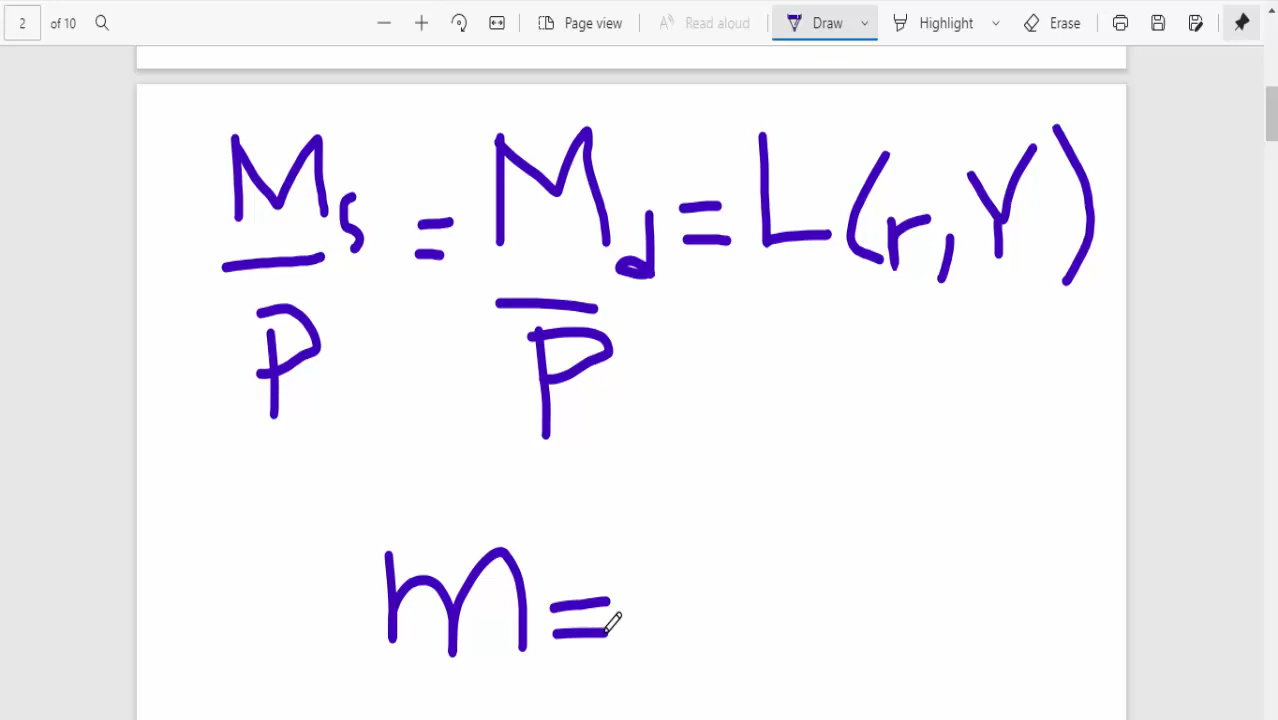 2 of 10 Page view Read aloud Draw Highlight Erase
Ms/P = Md/P = L(r, Y)
m =